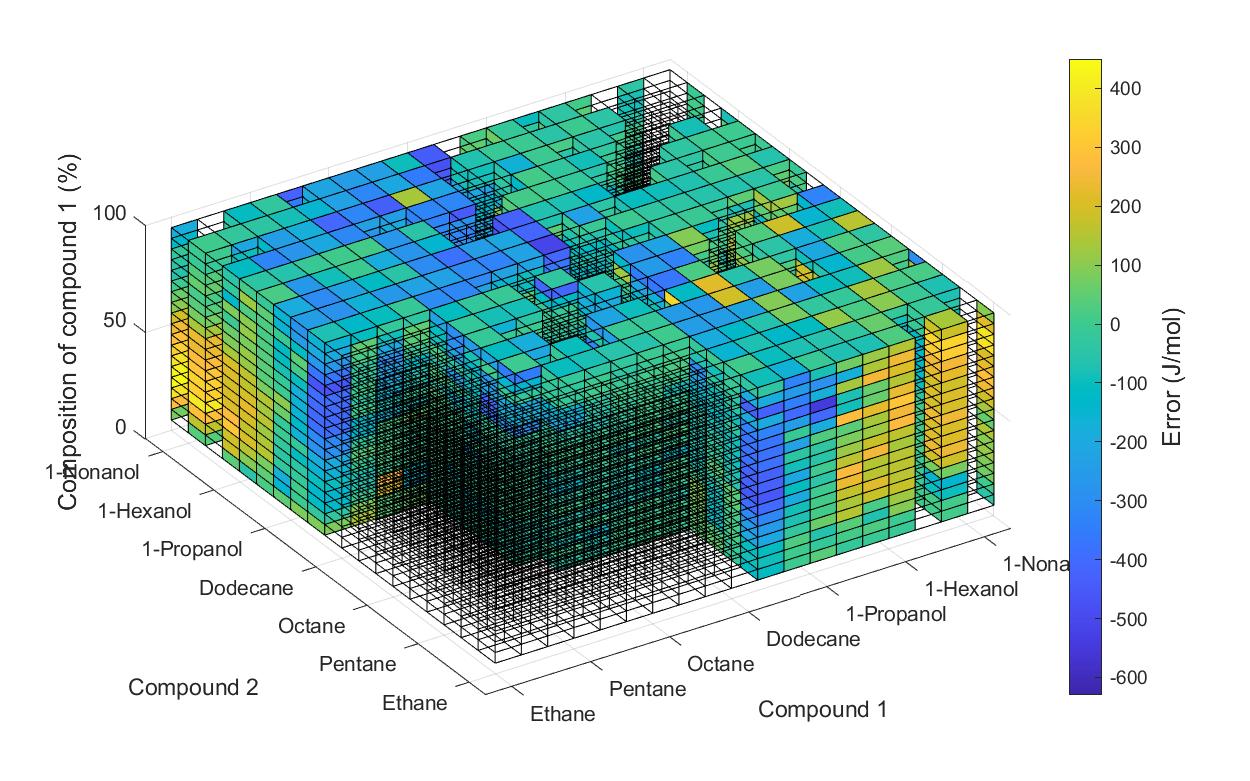 Composition of compound 1 (%)
100
50
0
1-Nonanol
1-Hexanol
1-Propanol
Dodecane
Octane
Pentane
Ethane
Compound 2
Ethane
Pentane
Octane
Dodecane
1-Propanol
1-Hexanol
1-Nona
Compound 1
400
300
200
100
0
-100
-200
-300
-400
-500
-600
Error (J/mol)